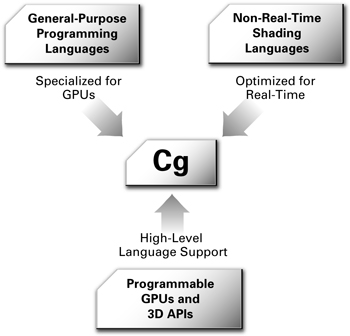 General-Purpose
Programming
Languages
Non-Real-Time
Shading
Languages
Specialized for
GPUs
Optimized for
Real-Time
Cg
High-Level
Language Support
Programmable
GPUs and
3D APIs